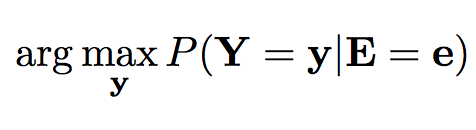 arg max P(Y = y|E = e)
y